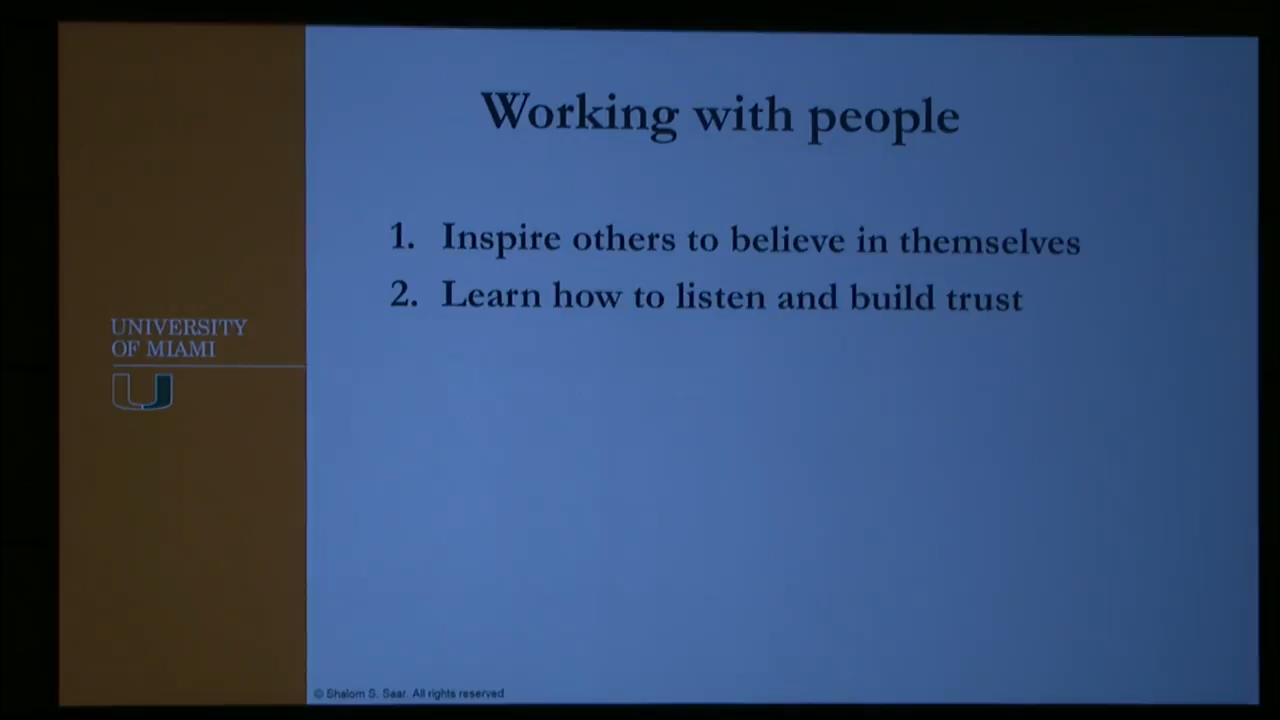 Working with people
1. Inspire others to believe in themselves
2. Learn how to listen and build trust
UNIVERSITY
OF MIAMI
U
© Shalom S. Saar. All rights reserved